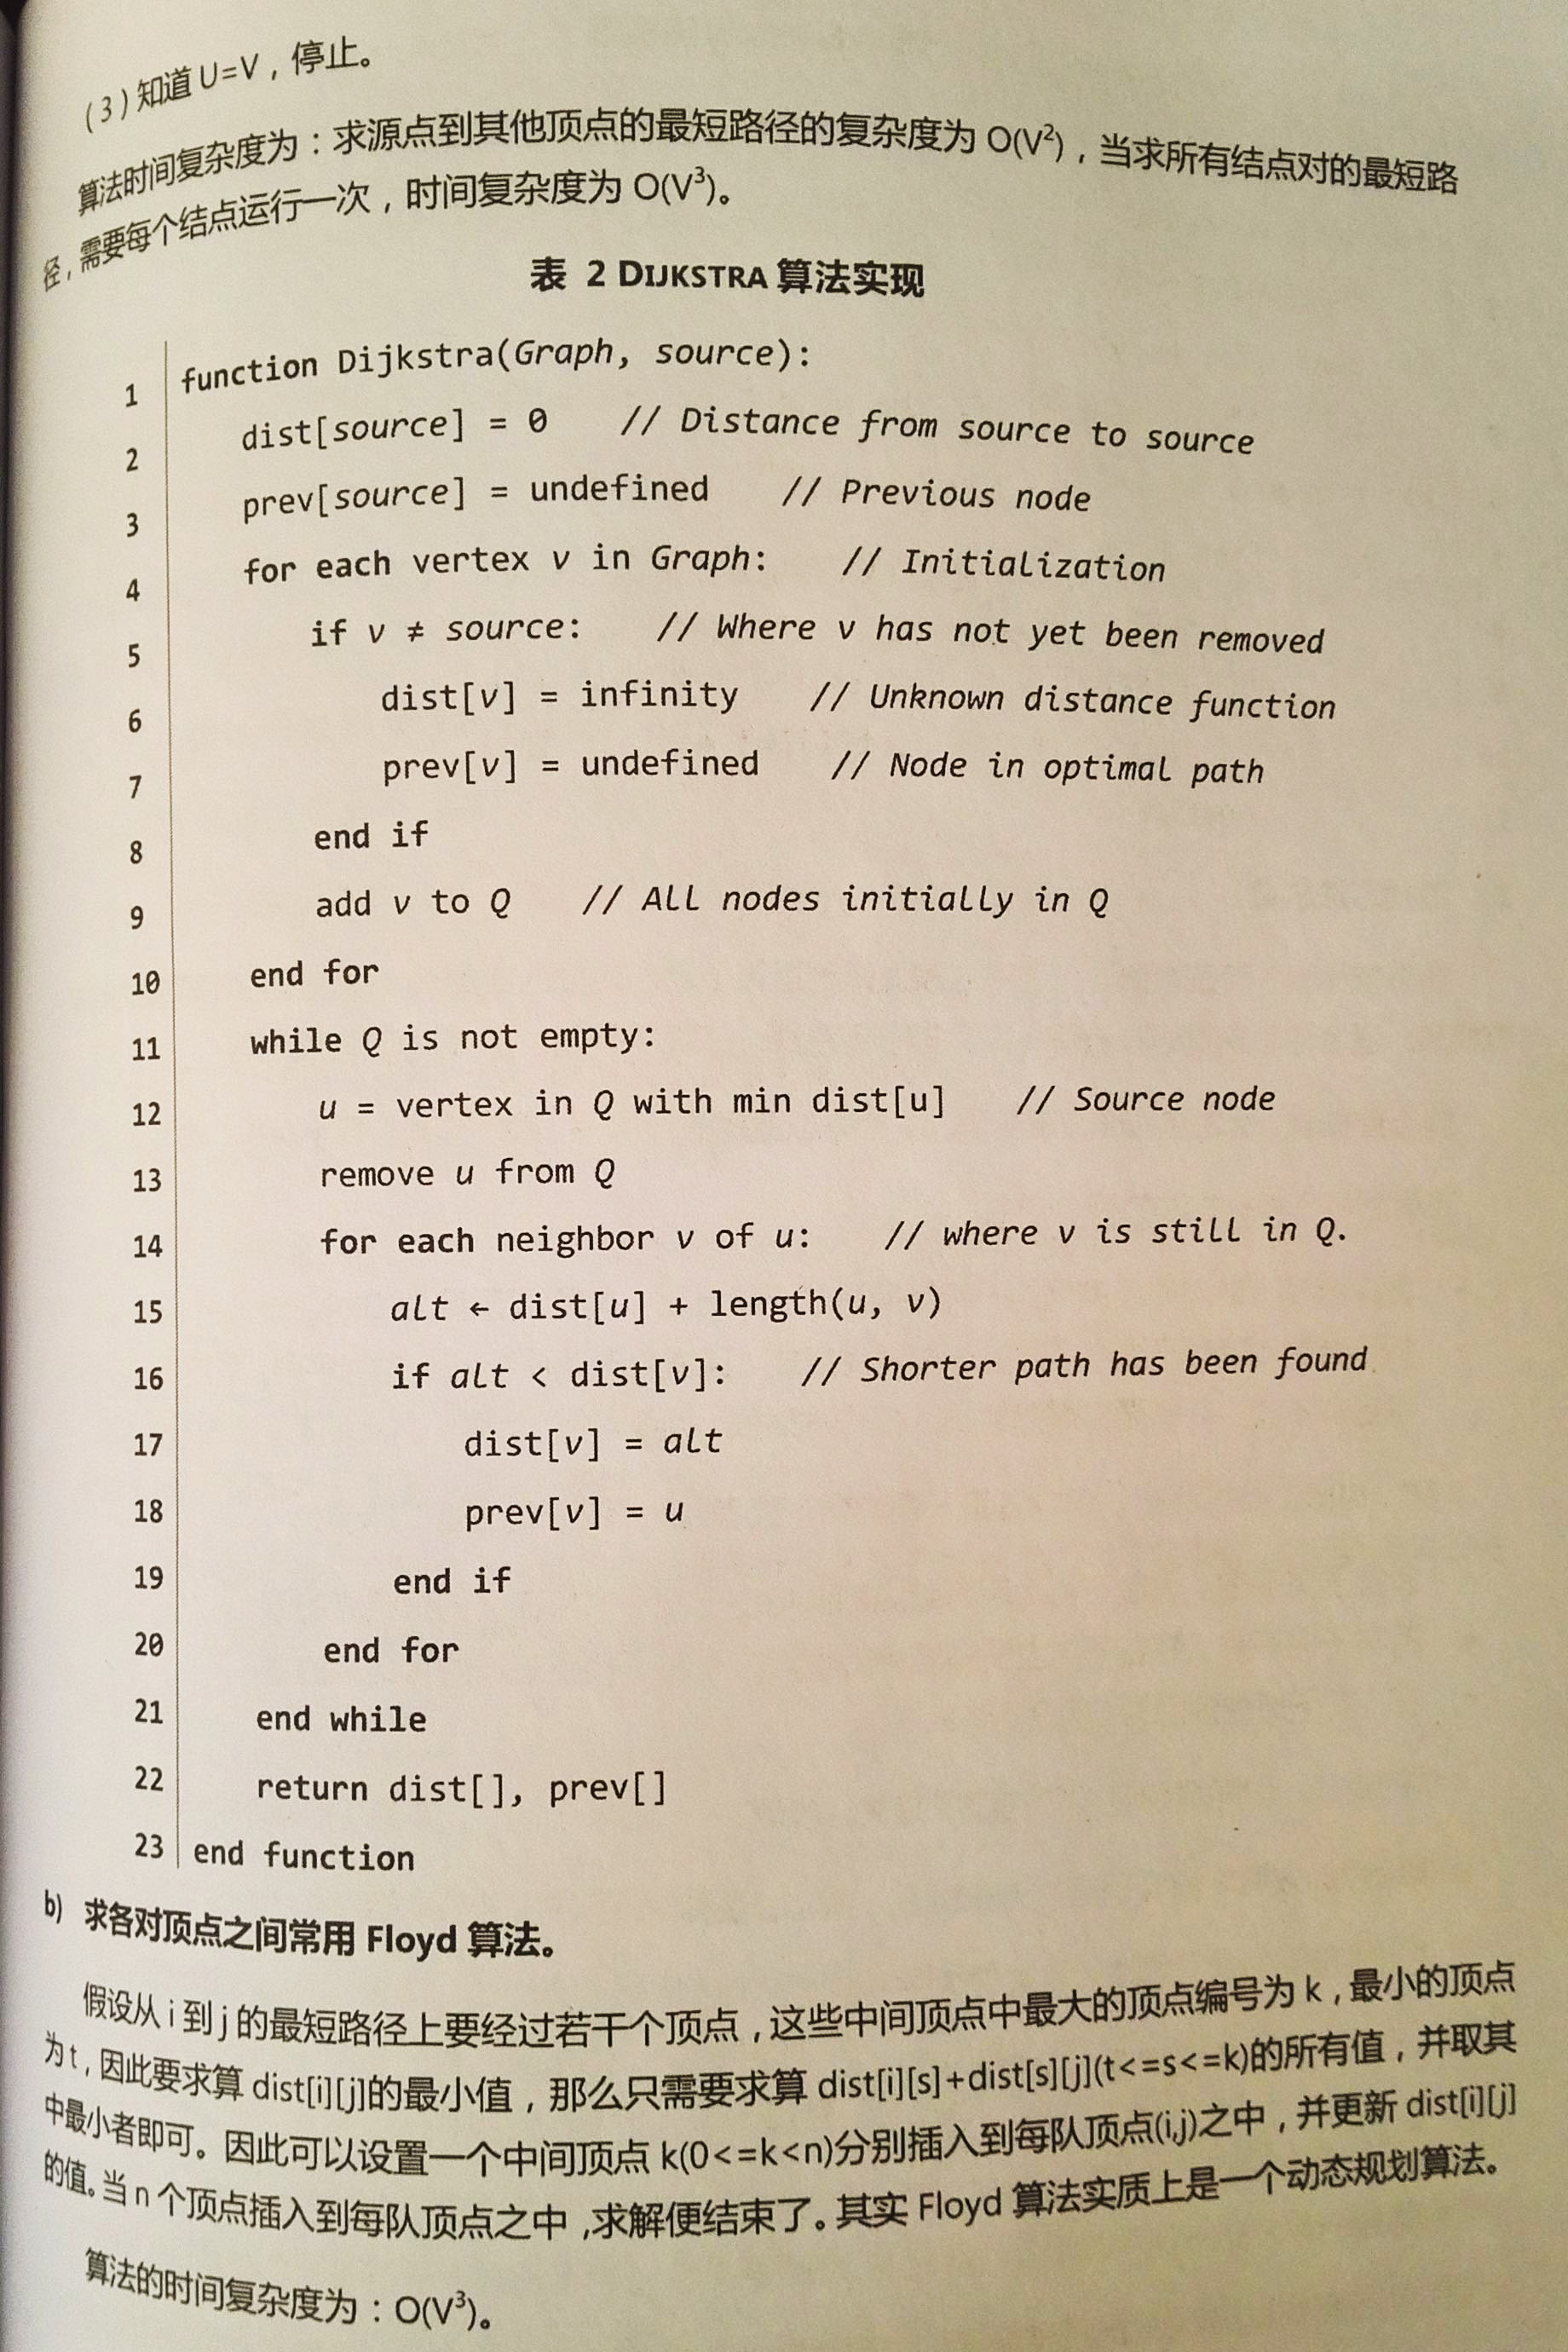 （3）知道 U=V，停止。
算法时间复杂度为：求源点到其他顶点的最短路径的复杂度为 O(V²)，当求所有结点对的最短路
径，需要每个结点运行一次，时间复杂度为 O(V³)。
表 2 DIJKSTRA 算法实现
1 function Dijkstra(Graph, source):
2 dist[source] = 0 // Distance from source to source
3 prev[source] = undefined // Previous node
4 for each vertex v in Graph: // Initialization
5 if v ≠ source: // Where v has not yet been removed
6 dist[v] = infinity // Unknown distance function
7 prev[v] = undefined // Node in optimal path
8 end if
9 add v to Q // All nodes initially in Q
10 end for
11 while Q is not empty:
12 u = vertex in Q with min dist[u] // Source node
13 remove u from Q
14 for each neighbor v of u: // where v is still in Q.
15 alt ← dist[u] + length(u, v)
16 if alt < dist[v]: // Shorter path has been found
17 dist[v] = alt
18 prev[v] = u
19 end if
20 end for
21 end while
22 return dist[], prev[]
23 end function
b) 求各对顶点之间常用 Floyd 算法。
假设从 i 到 j 的最短路径上要经过若干个顶点，这些中间顶点中最大的顶点编号为 k，最小的顶点
为 t，因此要求算 dist[i][j]的最小值，那么只需要求算 dist[i][s]+dist[s][j](t<=s<=k)的所有值，并取其
中最小者即可。因此可以设置一个中间顶点 k(0<=k<n)分别插入到每队顶点(i,j)之中，并更新 dist[i][j]
的值。当 n 个顶点插入到每队顶点之中，求解便结束了。其实 Floyd 算法实质上是一个动态规划算法。
算法的时间复杂度为：O(V³)。